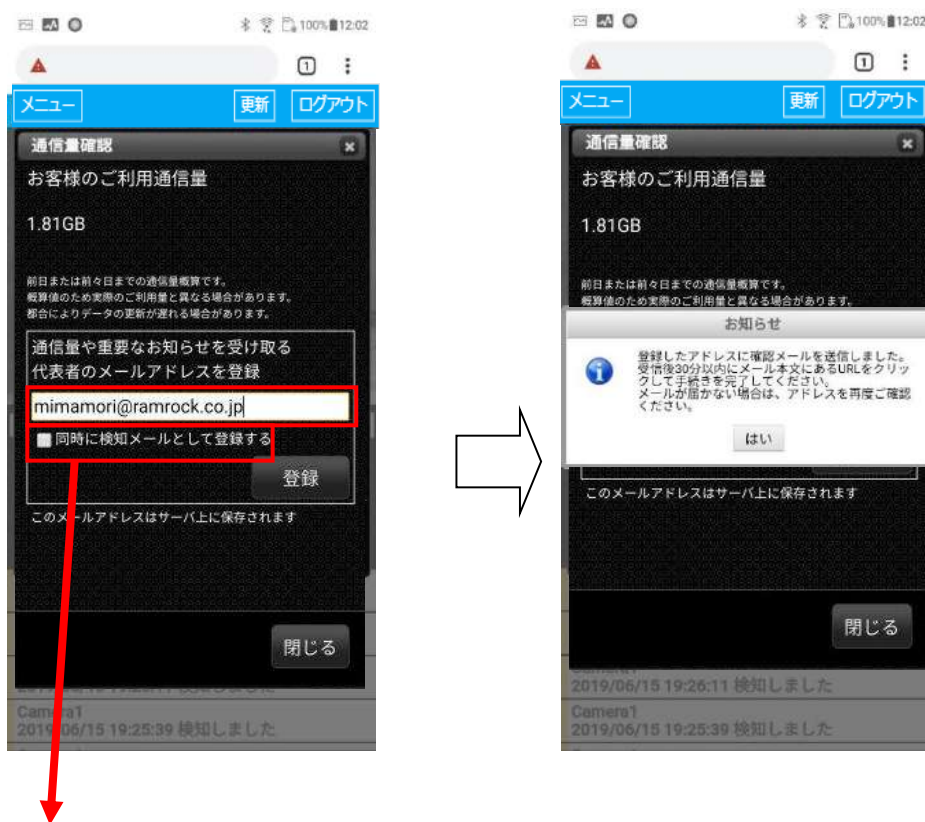 100% 12:02
1
メニュー 更新 ログアウト
通信量確認
お客様のご利用通信量
1.81GB
前日または前々日までの通信量概算です。
概算値のため実際のご利用量と異なる場合があります。
都合によりデータの更新が遅れる場合があります。
通信量や重要なお知らせを受け取る
代表者のメールアドレスを登録
mimamori@ramrock.co.jp
同時に検知メールとして登録する
登録
このメールアドレスはサーバ上に保存されます
閉じる
Camera1
2019/06/15 19:25:39 検知しました
100% 12:02
1
メニュー 更新 ログアウト
通信量確認
お客様のご利用通信量
1.81GB
前日または前々日までの通信量概算です。
概算値のため実際のご利用量と異なる場合があります。
お知らせ
登録したアドレスに確認メールを送信しました。
受信後30分以内にメール本文にあるURLをクリッ
クして手続きを完了してください。
メールが届かない場合は、アドレスを再度ご確認
ください。
はい
このメールアドレスはサーバ上に保存されます
閉じる
2019/06/15 19:26:11 検知しました
Camera1
2019/06/15 19:25:39 検知しました